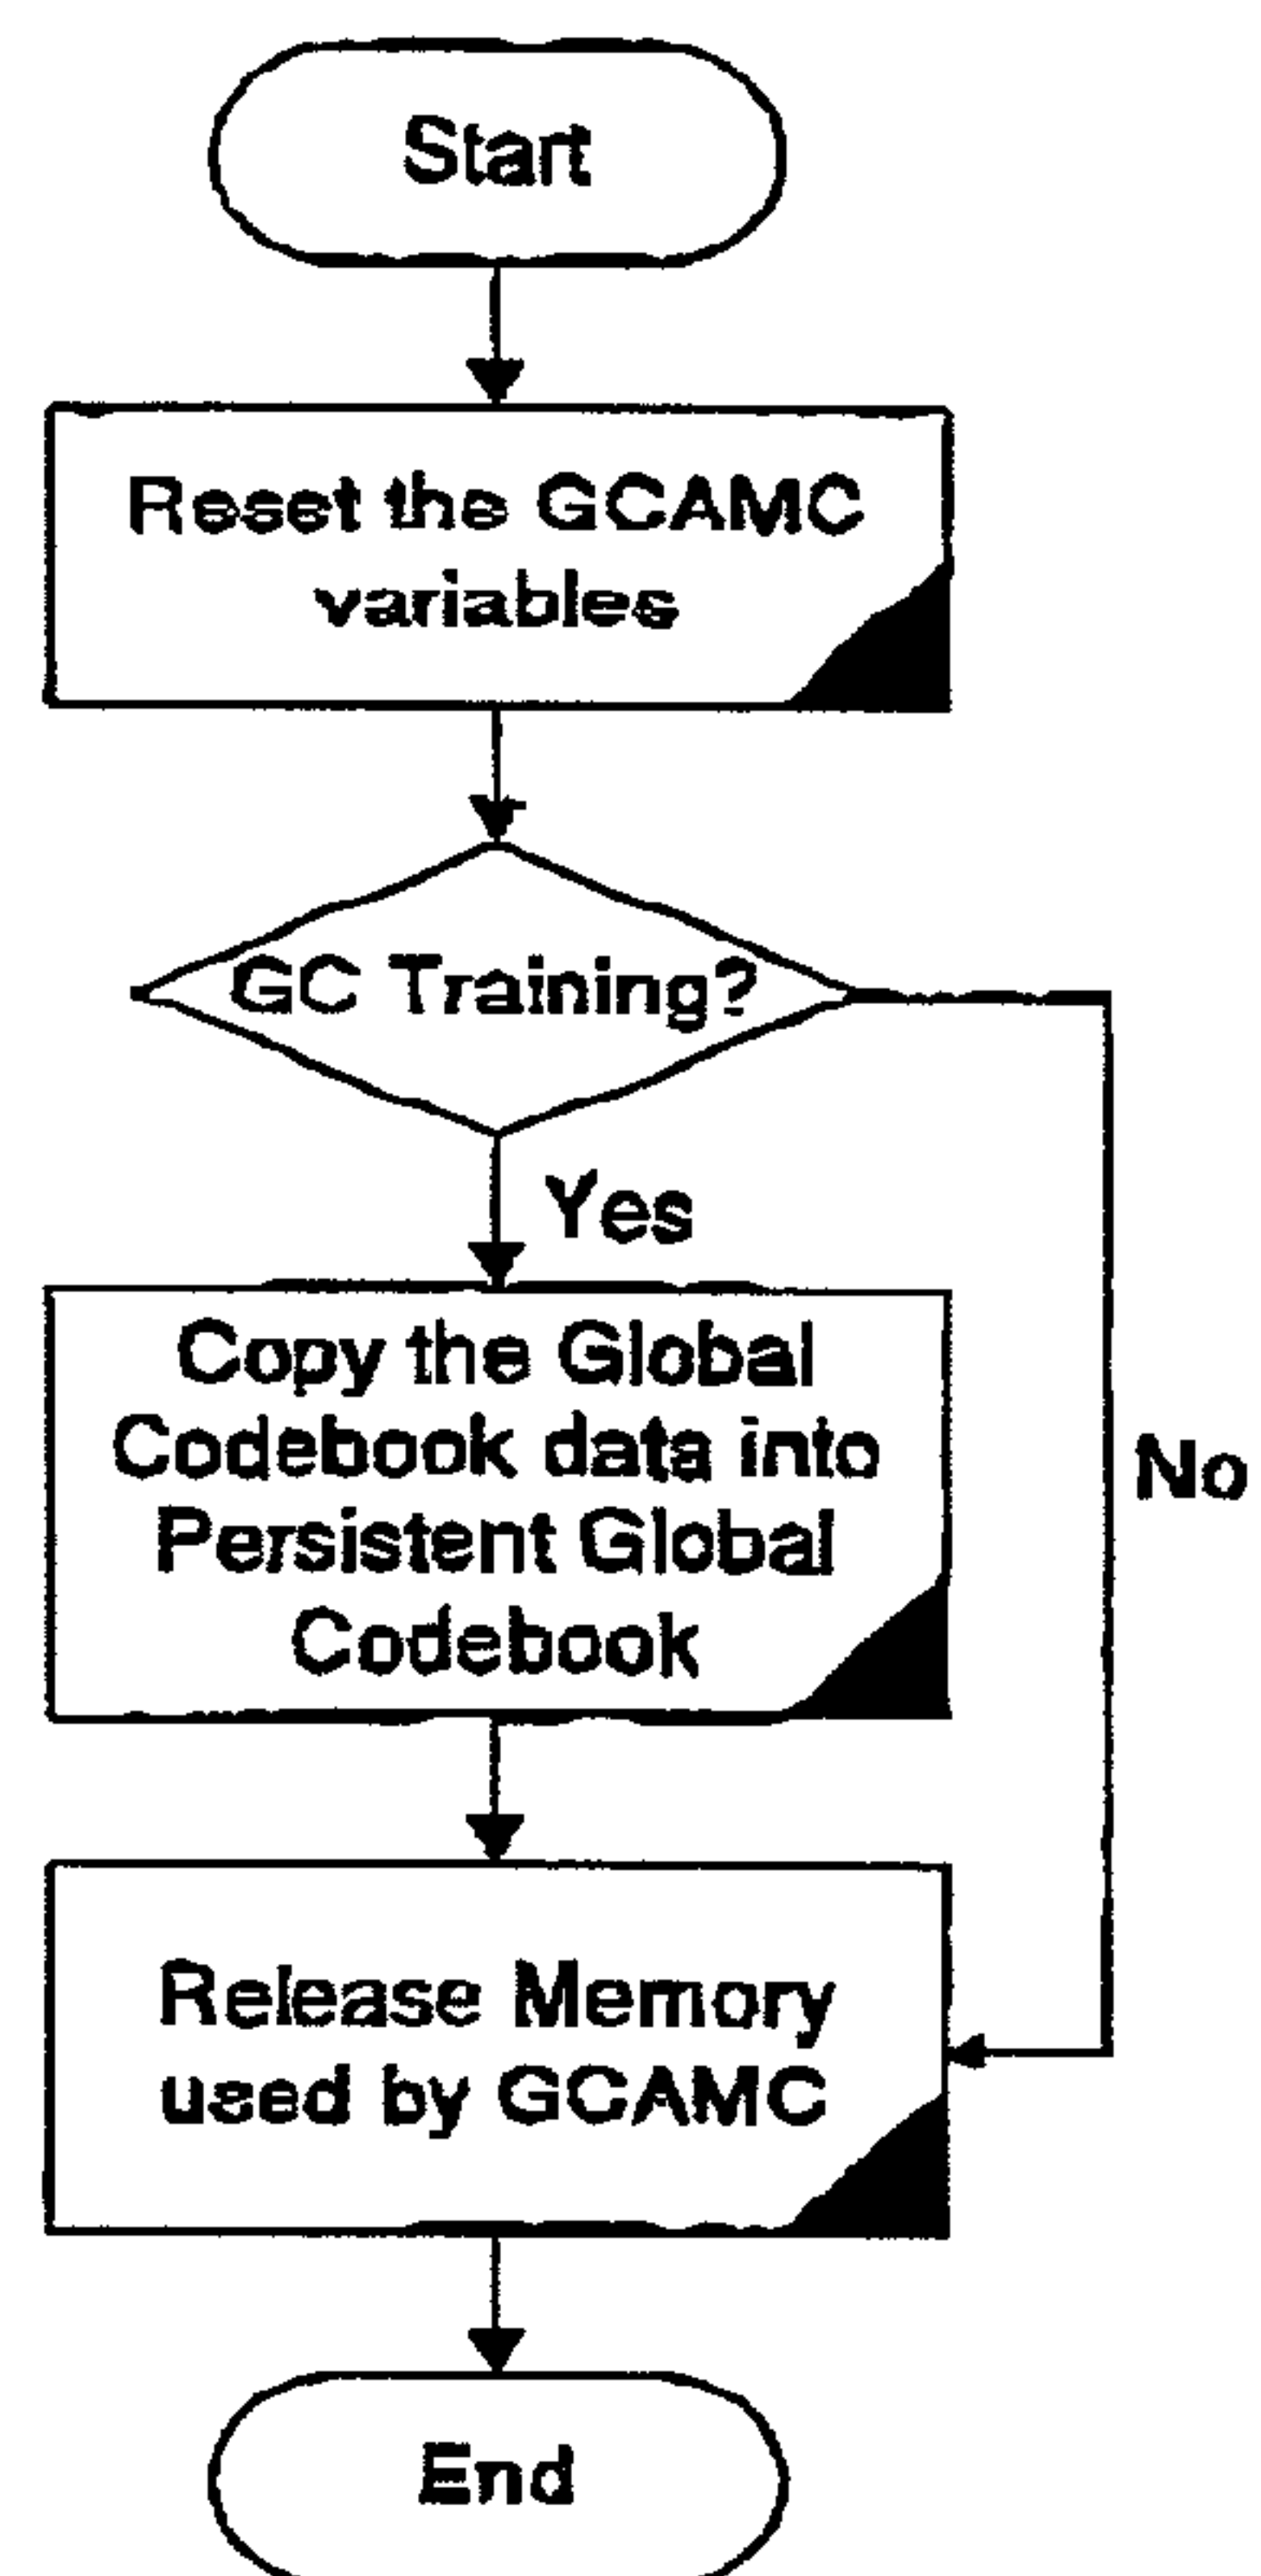 Start
Reset the GCAMC
variables
GC Training?
Yes
Copy the Global
Codebook data into
Persistent Global
Codebook
No
Release Memory
used by GCAMC
End